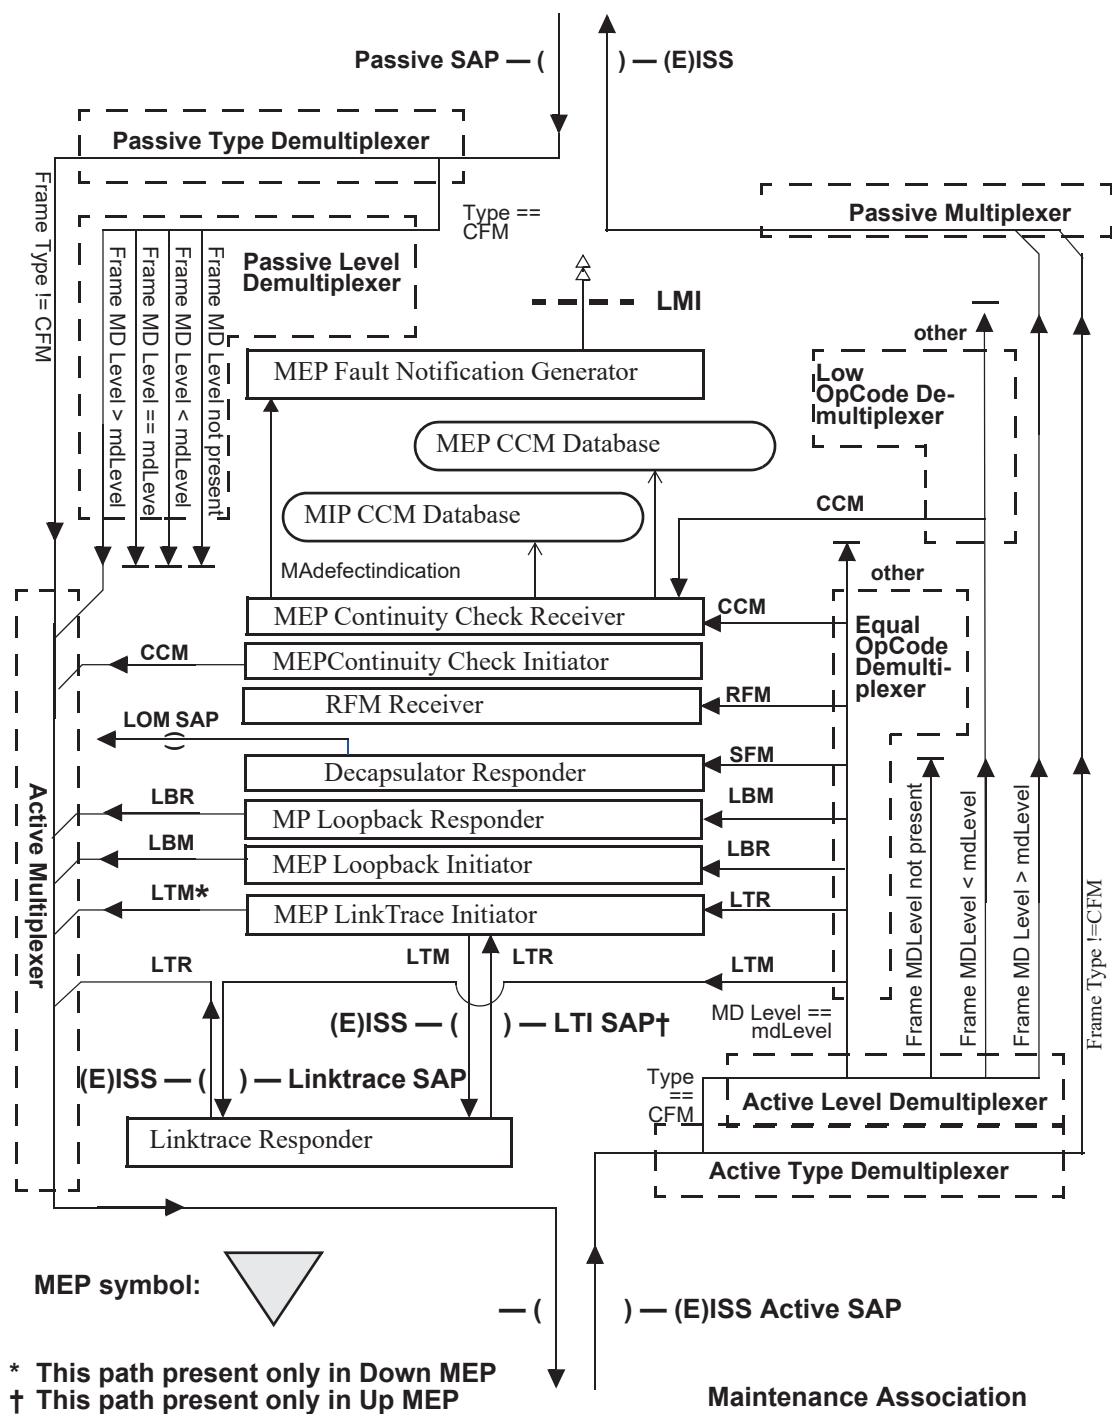 Passive SAP — (    ) — (E)ISS
Passive Type Demultiplexer
Frame Type != CFM
Type ==
CFM
Passive Multiplexer
Passive Level
Demultiplexer
Frame MD Level > mdLevel
Frame MD Level == mdLeve
Frame MD Level < mdLevel
Frame MD Level not present
LMI
other
MEP Fault Notification Generator
Low
OpCode De-
multiplexer
MEP CCM Database
MIP CCM Database
CCM
MAdefectindication
other
MEP Continuity Check Receiver
CCM
Equal
OpCode
Demulti-
plexer
CCM
MEPContinuity Check Initiator
RFM Receiver
RFM
LOM SAP
()
Decapsulator Responder
SFM
LBR
MP Loopback Responder
LBM
LBM
MEP Loopback Initiator
LBR
LTM*
MEP LinkTrace Initiator
LTR
Active Multiplexer
LTR
LTM
LTR
LTM
Frame MDLevel not present
Frame MDLevel < mdLevel
Frame MD Level > mdLevel
Frame Type !=CFM
(E)ISS — (    ) — LTI SAP†
MD Level ==
mdLevel
(E)ISS — (    ) — Linktrace SAP
Type
==
CFM
Active Level Demultiplexer
Linktrace Responder
Active Type Demultiplexer
MEP symbol:
— (    ) — (E)ISS Active SAP
* This path present only in Down MEP
† This path present only in Up MEP
Maintenance Association